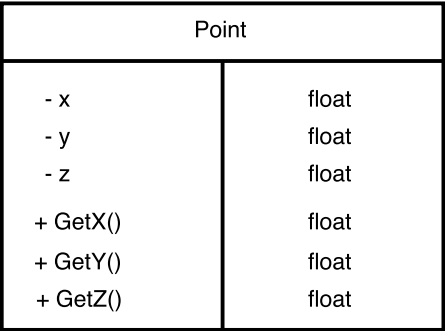 Point
- x float
- y float
- z float
+ GetX() float
+ GetY() float
+ GetZ() float